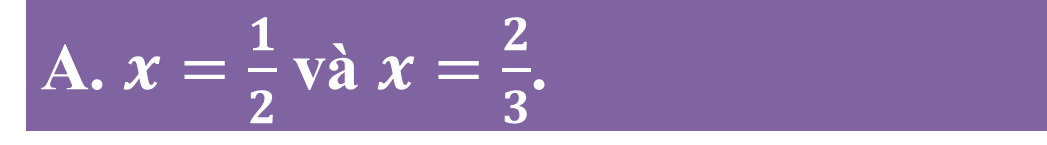 A. x = 1/2 và x = 2/3.